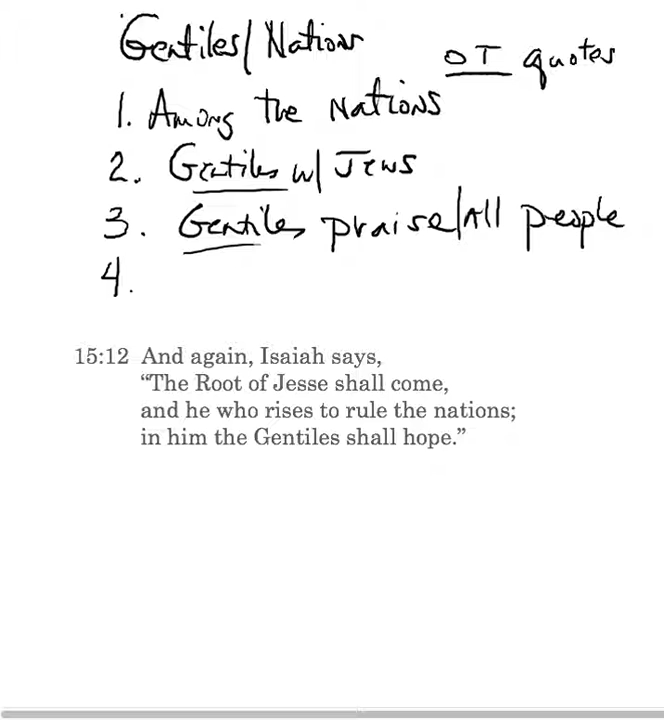 Gentiles/Nations
OT quotes
1. Among the Nations
2. Gentiles w/ Jews
3. Gentiles praise/All people
4.
15:12 And again, Isaiah says,
“The Root of Jesse shall come,
and he who rises to rule the nations;
in him the Gentiles shall hope.”